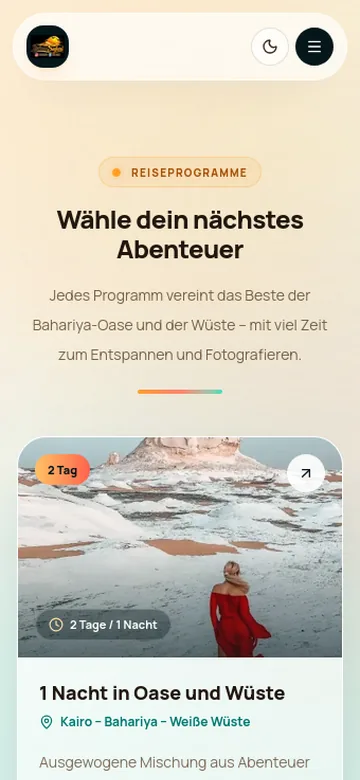 REISEPROGRAMME
Wähle dein nächstes
Abenteuer
Jedes Programm vereint das Beste der
Bahariya-Oase und der Wüste – mit viel Zeit
zum Entspannen und Fotografieren.
2 Tag
2 Tage / 1 Nacht
1 Nacht in Oase und Wüste
Kairo – Bahariya – Weiße Wüste
Ausgewogene Mischung aus Abenteuer